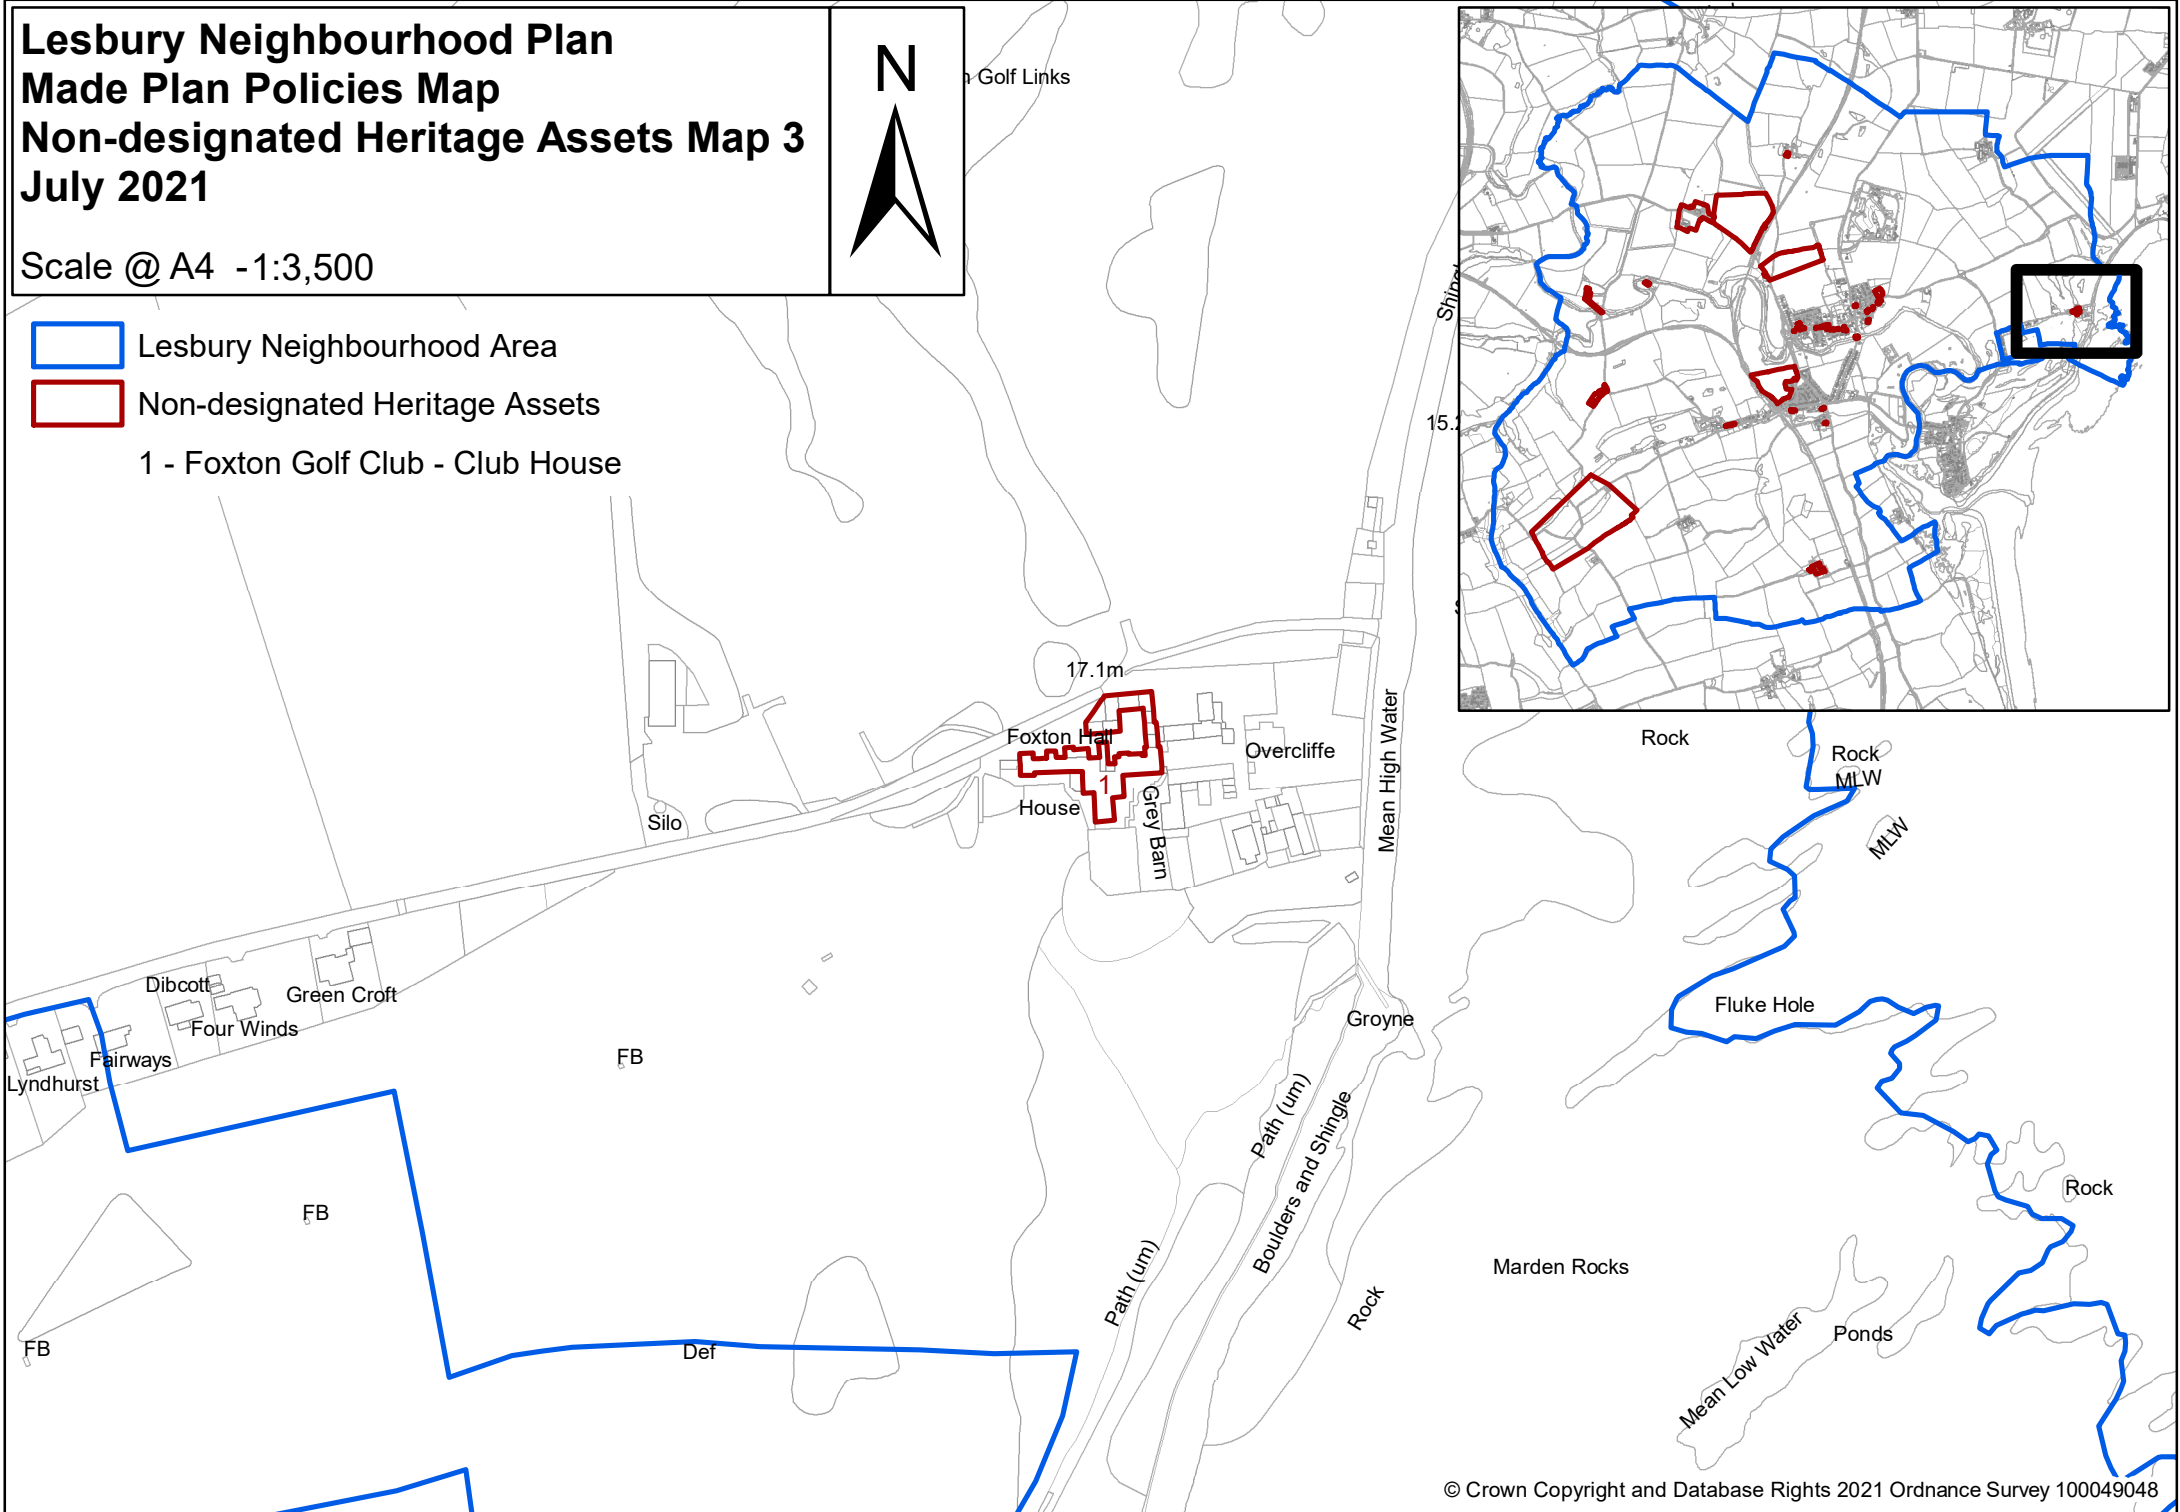 Lesbury Neighbourhood Plan
Made Plan Policies Map
Non-designated Heritage Assets Map 3
July 2021
Scale @ A4 -1:3,500
N
Golf Links
Lesbury Neighbourhood Area
Non-designated Heritage Assets
1 - Foxton Golf Club - Club House
17.1m
Foxton Hall
1
House
Grey Barn
Overcliffe
Mean High Water
Silo
Rock
Rock
MLW
MLW
Dibcott
Green Croft
Four Winds
Fairways
Lyndhurst
FB
Groyne
Fluke Hole
Path (um)
Boulders and Shingle
FB
Path (um)
Rock
Marden Rocks
Rock
Mean Low Water
Ponds
FB
Def
© Crown Copyright and Database Rights 2021 Ordnance Survey 100049048